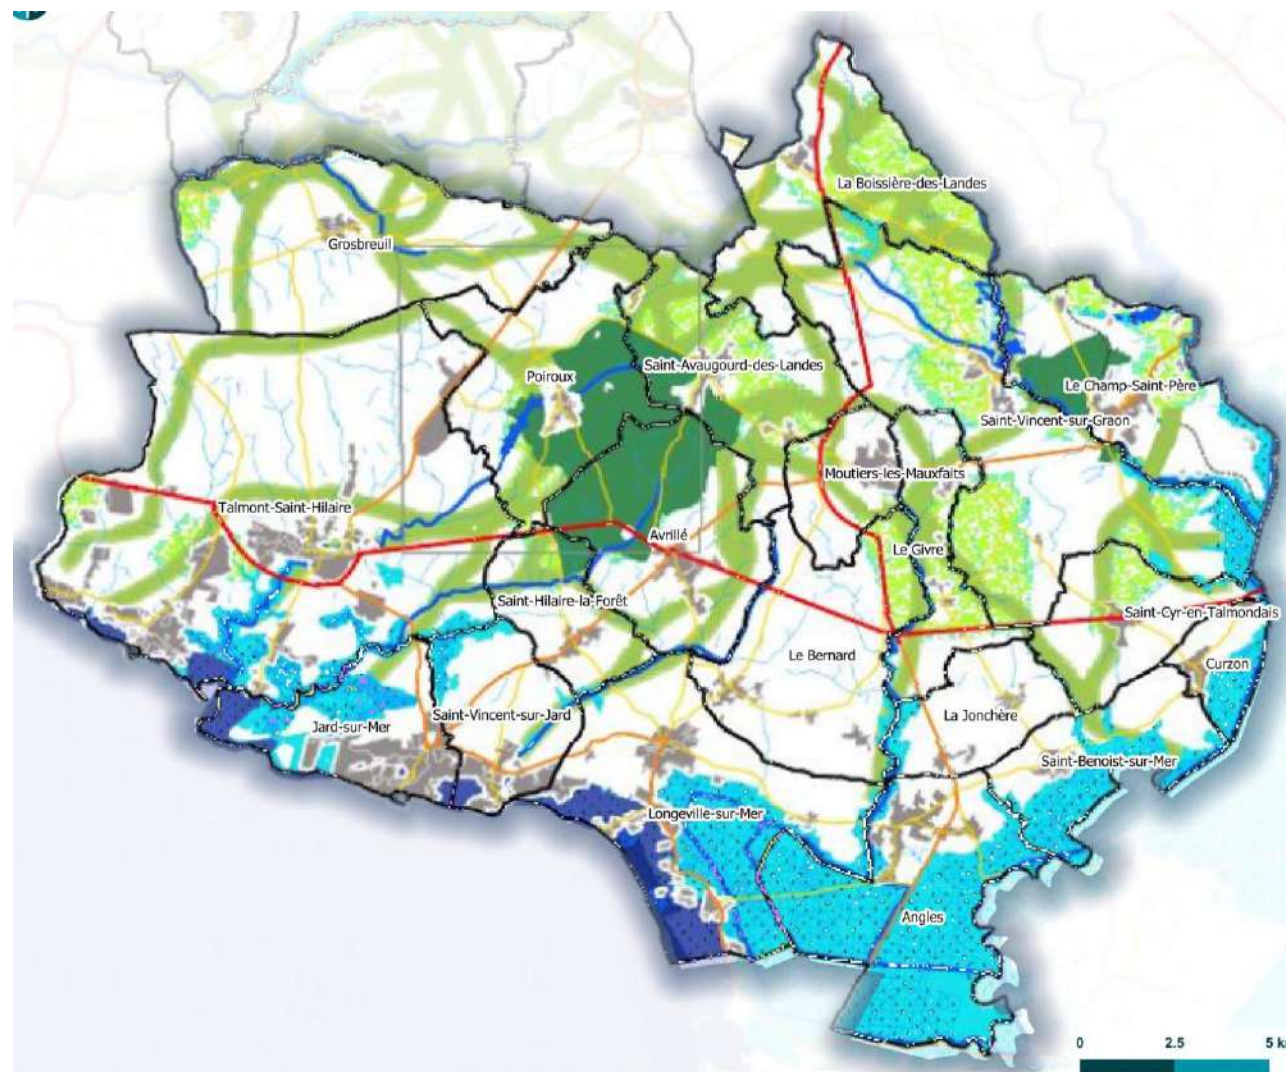 La Boissière-des-Landes
Grosbreuil
Saint-Avaugourd-des-Landes
Poiroux
Le Champ-Saint-Père
Saint-Vincent-sur-Graon
Moutiers-les-Mauxfaits
Talmont-Saint-Hilaire
Avrillé
Le Givre
Saint-Hilaire-la-Forêt
Saint-Cyr-en-Talmondais
Le Bernard
Curzon
Saint-Vincent-sur-Jard
La Jonchère
Jard-sur-Mer
Saint-Benoist-sur-Mer
Longeville-sur-Mer
Angles
0 2.5 5 k